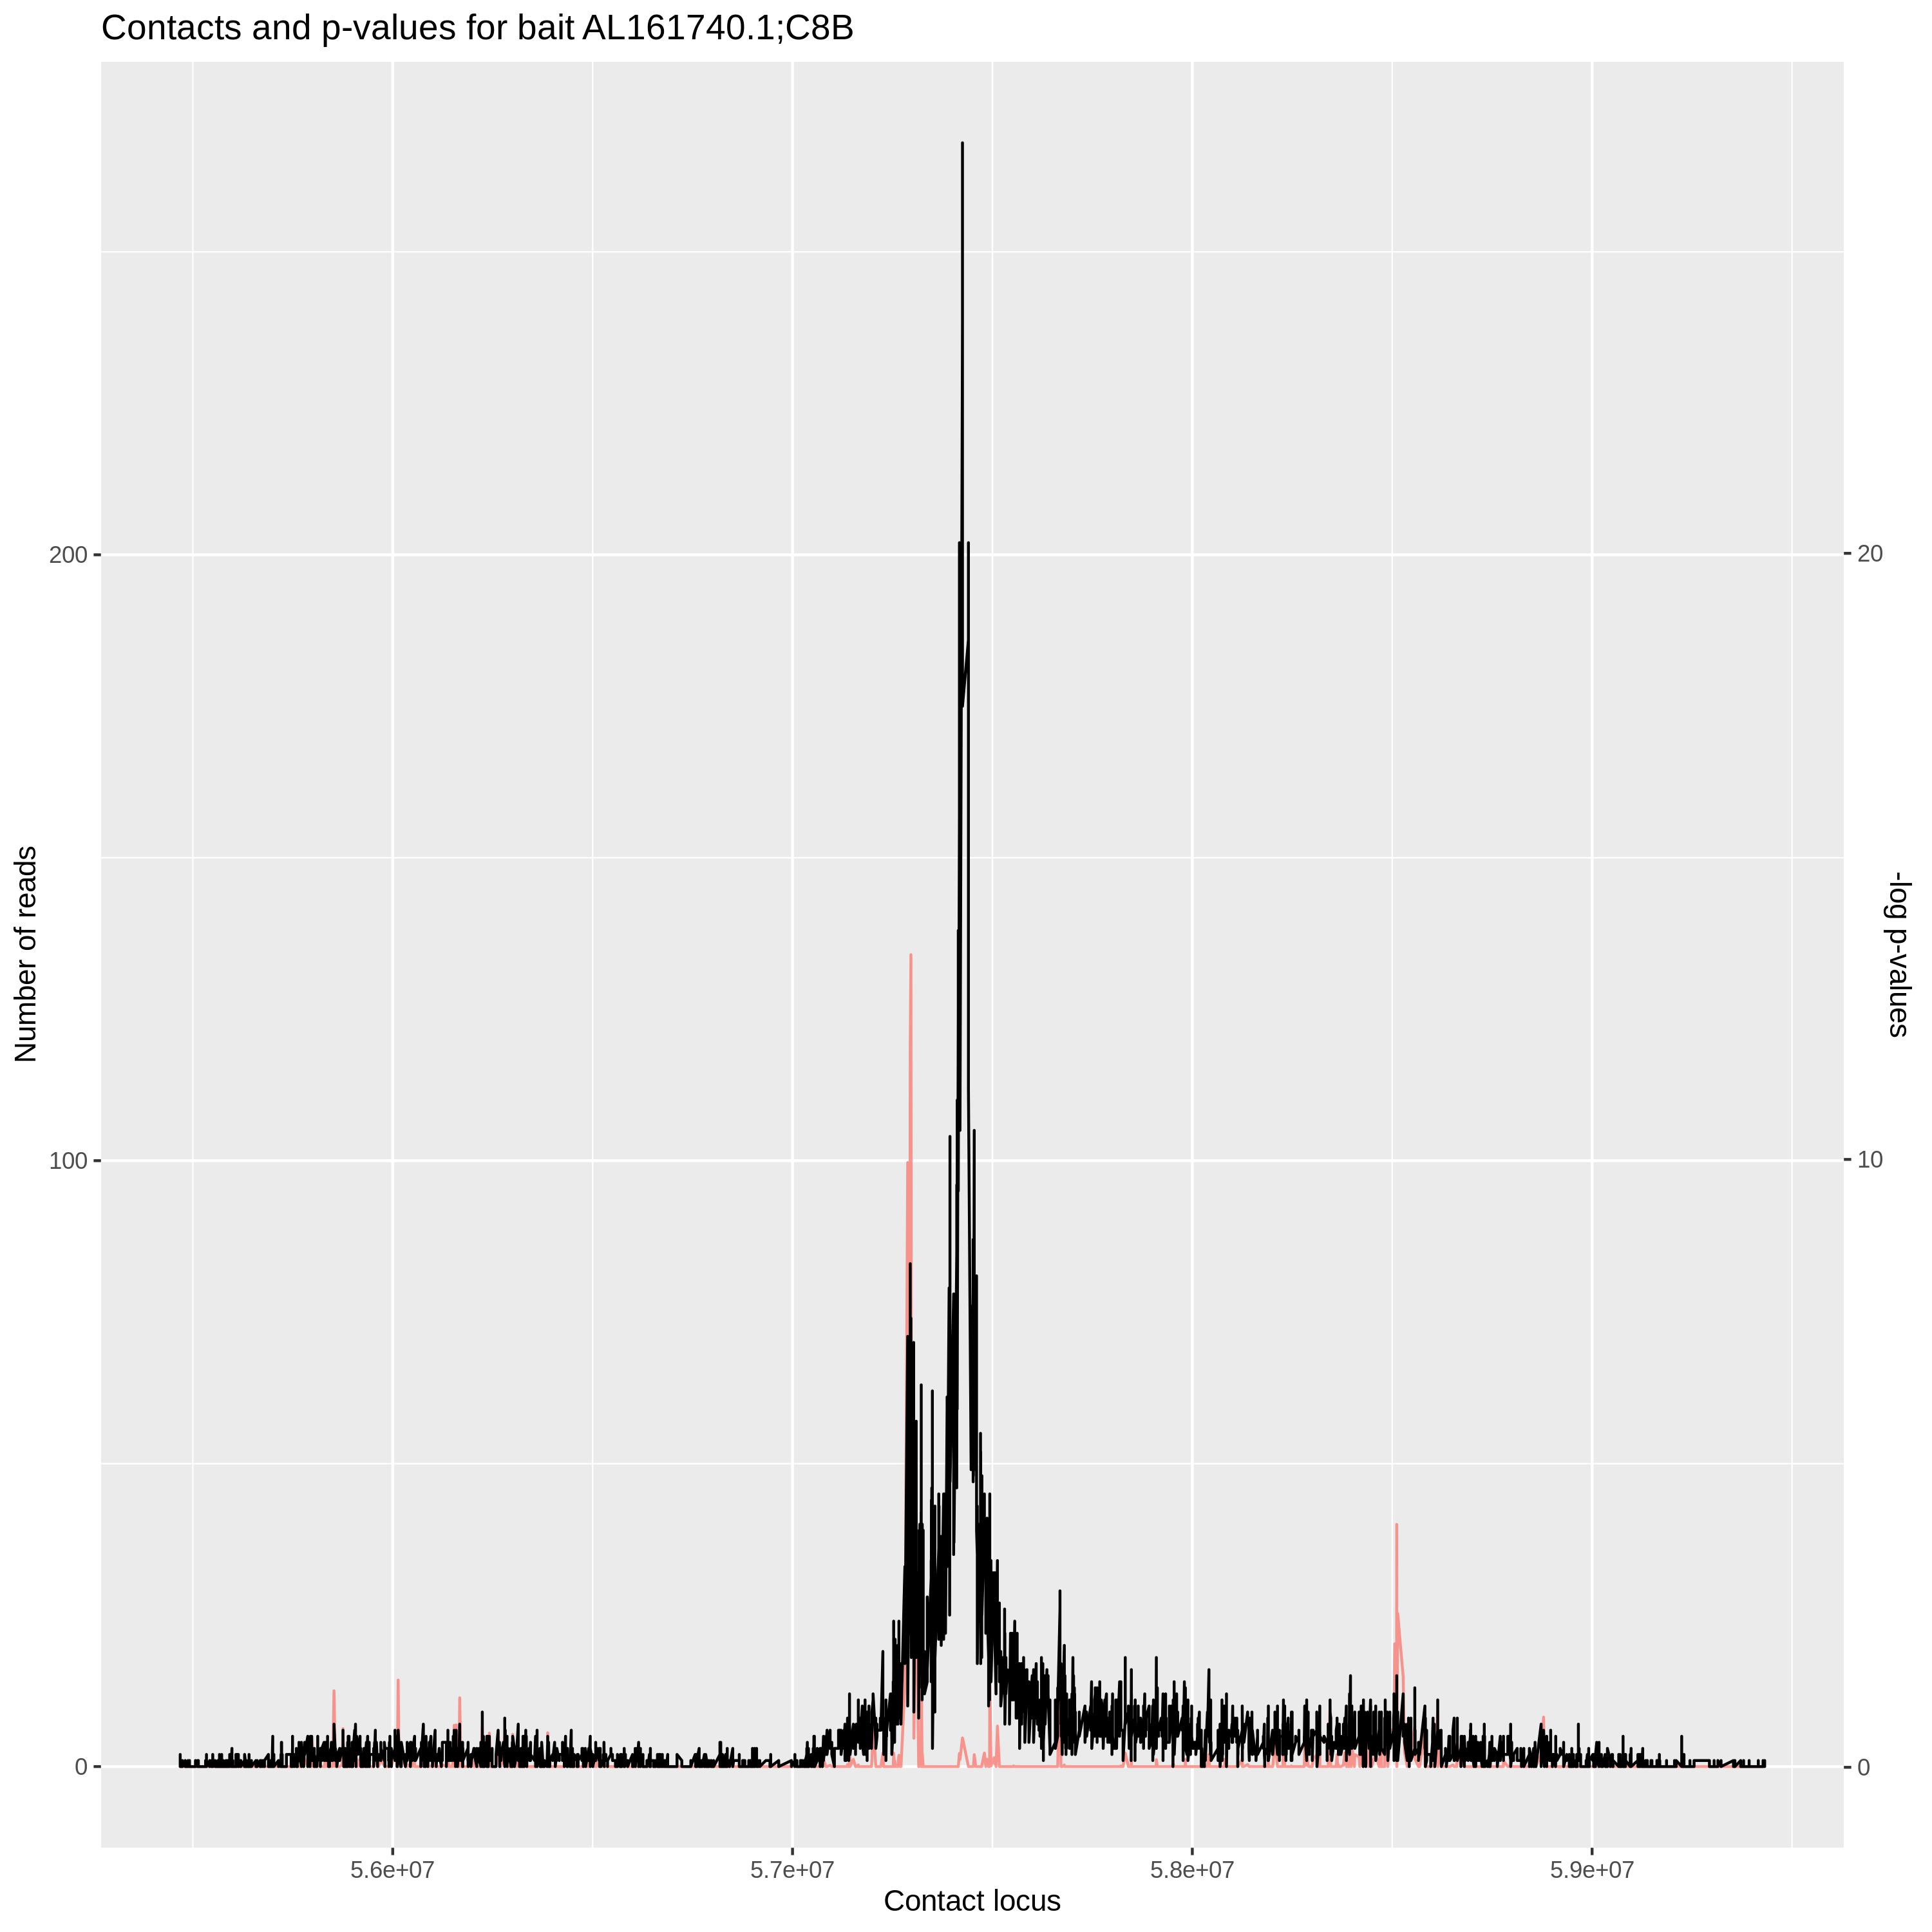 Contacts and p-values for bait AL161740.1;C8B
Number of reads
200
100
0
20
10
0
-log p-values
5.6e+07
5.7e+07
5.8e+07
5.9e+07
Contact locus